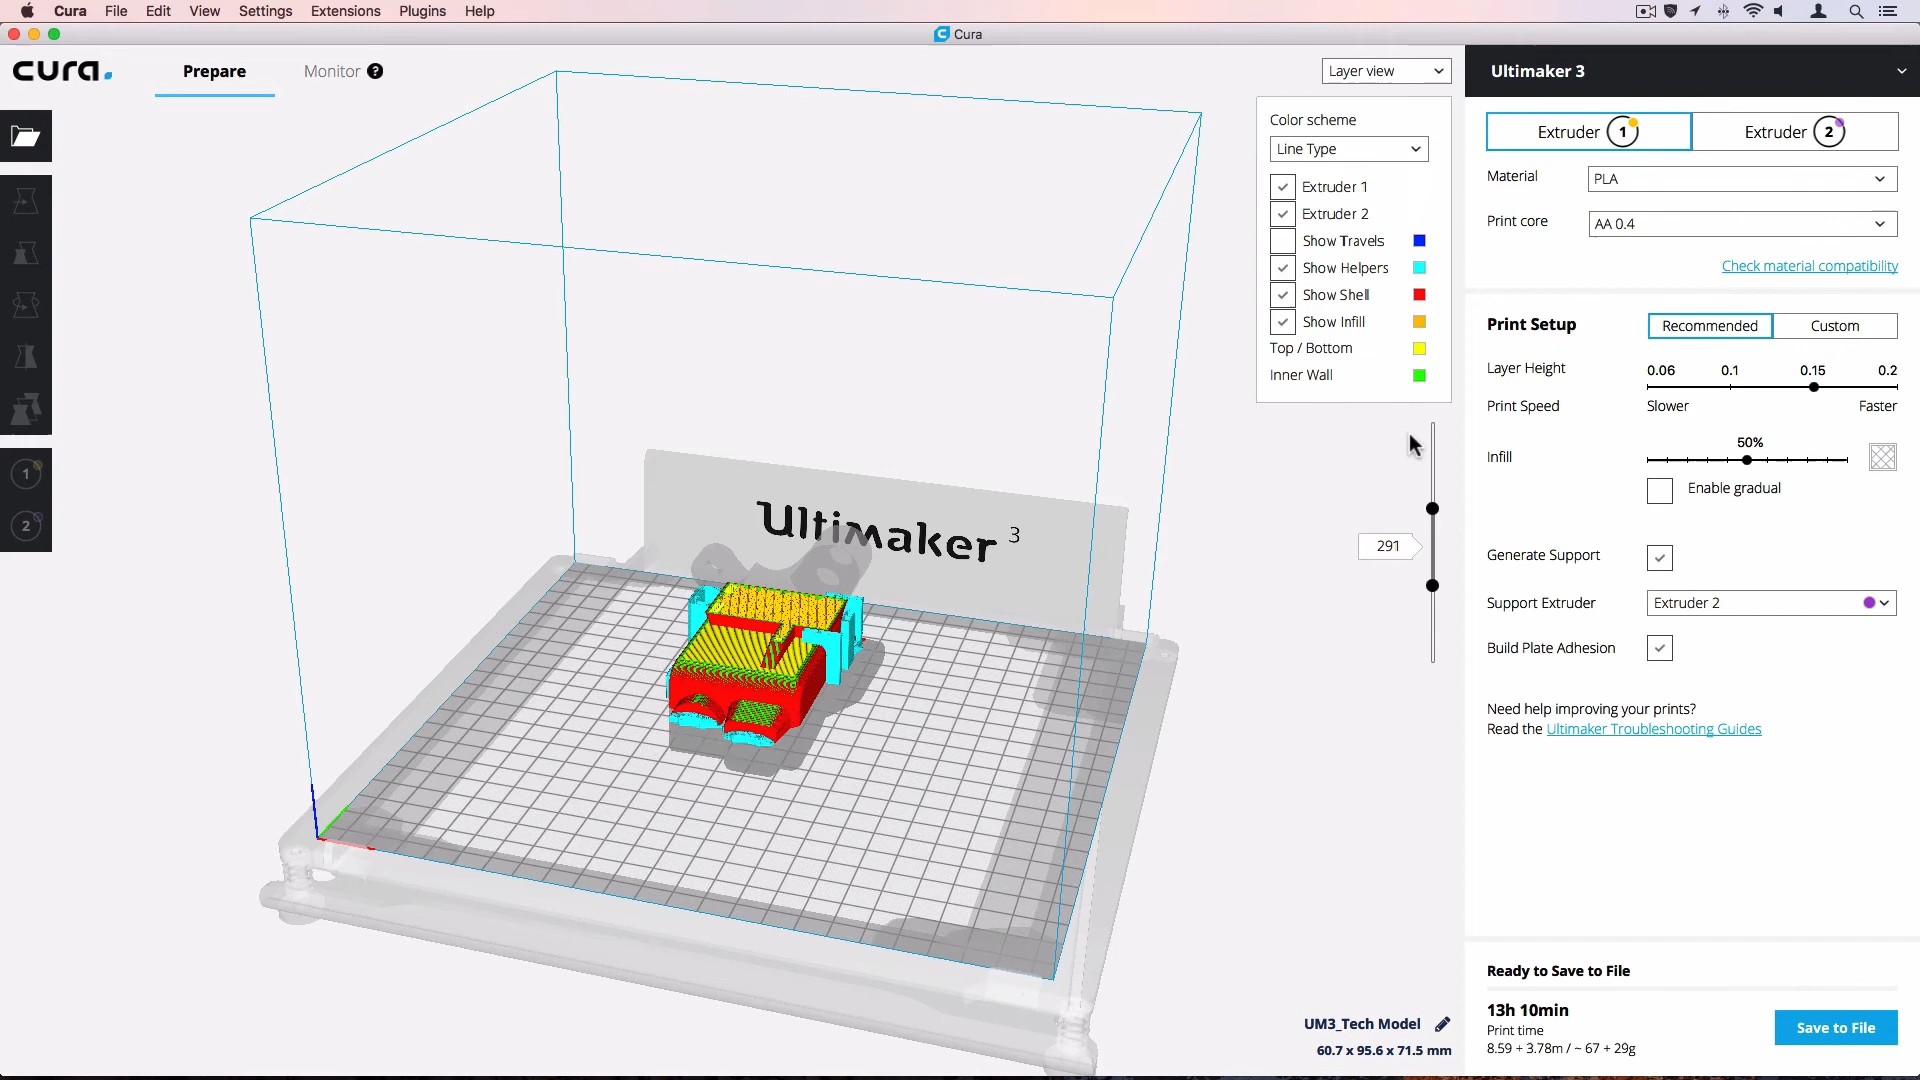 Cura File Edit View Settings Extensions Plugins Help
Cura
cura.
Prepare Monitor ?
Layer view
Ultimaker 3
Color scheme
Line Type
Extruder 1
Extruder 2
Show Travels
Show Helpers
Show Shell
Show Infill
Top / Bottom
Inner Wall
291
1
2
Ultimaker 3
Extruder 1 Extruder 2
Material PLA
Print core AA 0.4
Check material compatibility
Print Setup Recommended Custom
Layer Height 0.06 0.1 0.15 0.2
Print Speed Slower Faster
50%
Infill
Enable gradual
Generate Support
Support Extruder Extruder 2
Build Plate Adhesion
Need help improving your prints?
Read the Ultimaker Troubleshooting Guides
Ready to Save to File
13h 10min
Print time
8.59 + 3.78m / ~ 67 + 29g
Save to File
UM3_Tech Model
60.7 x 95.6 x 71.5 mm